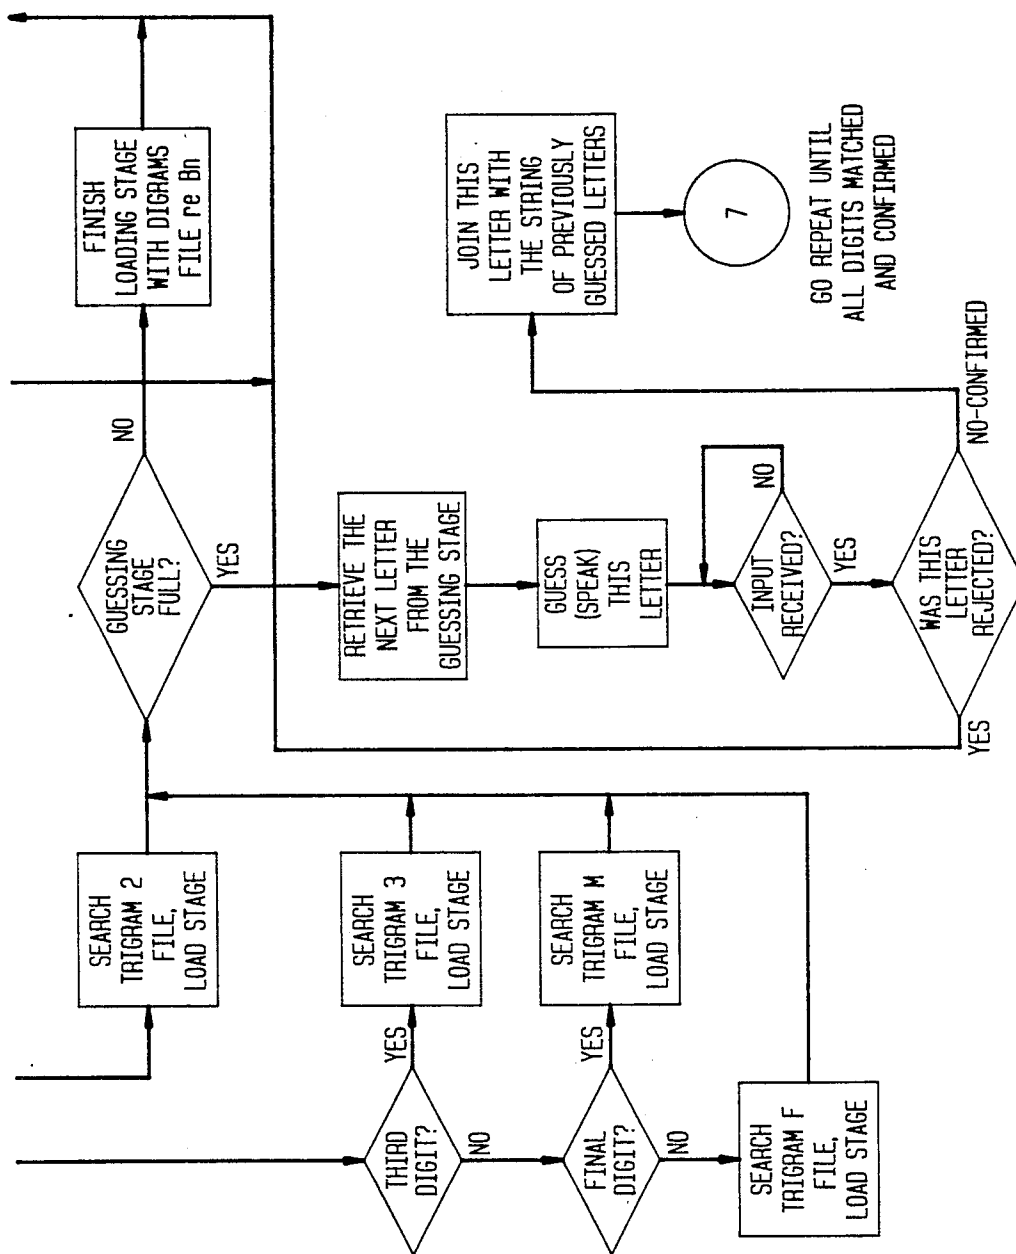 SEARCH
TRIGRAM 2
FILE,
LOAD STAGE
GUESSING
STAGE
FULL?
NO
YES
FINISH
LOADING STAGE
WITH DIGRAMS
FILE re Bn
THIRD
DIGIT?
YES
NO
SEARCH
TRIGRAM 3
FILE,
LOAD STAGE
RETRIEVE THE
NEXT LETTER
FROM THE
GUESSING STAGE
FINAL
DIGIT?
YES
NO
SEARCH
TRIGRAM M
FILE,
LOAD STAGE
GUESS
(SPEAK)
THIS
LETTER
JOIN THIS
LETTER WITH
THE STRING
OF PREVIOUSLY
GUESSED LETTERS
SEARCH
TRIGRAM F
FILE,
LOAD STAGE
INPUT
RECEIVED?
NO
YES
7
WAS THIS
LETTER
REJECTED?
YES
NO-CONFIRMED
GO REPEAT UNTIL
ALL DIGITS MATCHED
AND CONFIRMED